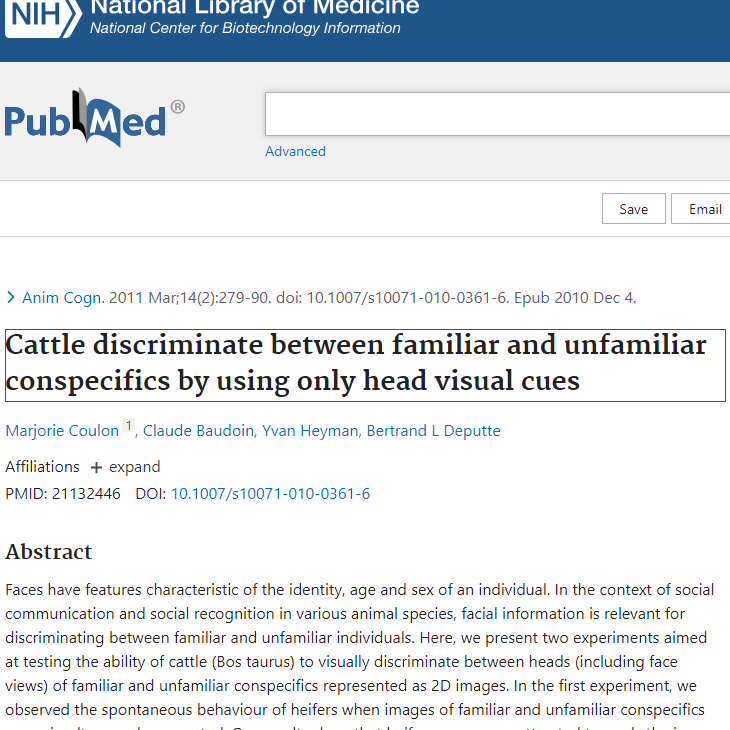 NIH
National Library of Medicine
National Center for Biotechnology Information
PubMed®
Advanced
Save
Email
Anim Cogn. 2011 Mar;14(2):279-90. doi: 10.1007/s10071-010-0361-6. Epub 2010 Dec 4.
Cattle discriminate between familiar and unfamiliar
conspecifics by using only head visual cues
Marjorie Coulon 1, Claude Baudoin, Yvan Heyman, Bertrand L Deputte
Affiliations + expand
PMID: 21132446 DOI: 10.1007/s10071-010-0361-6
Abstract
Faces have features characteristic of the identity, age and sex of an individual. In the context of social
communication and social recognition in various animal species, facial information is relevant for
discriminating between familiar and unfamiliar individuals. Here, we present two experiments aimed
at testing the ability of cattle (Bos taurus) to visually discriminate between heads (including face
views) of familiar and unfamiliar conspecifics represented as 2D images. In the first experiment, we
observed the spontaneous behaviour of heifers when images of familiar and unfamiliar conspecifics